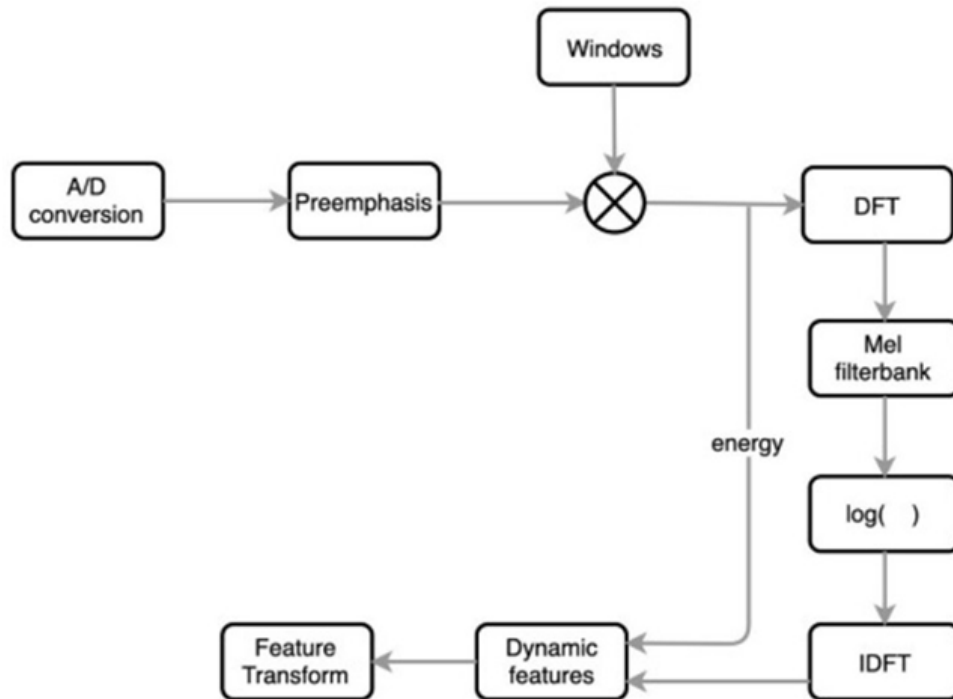 Windows
A/D
conversion
Preemphasis
DFT
Mel
filterbank
energy
log( )
Feature
Transform
Dynamic
features
IDFT